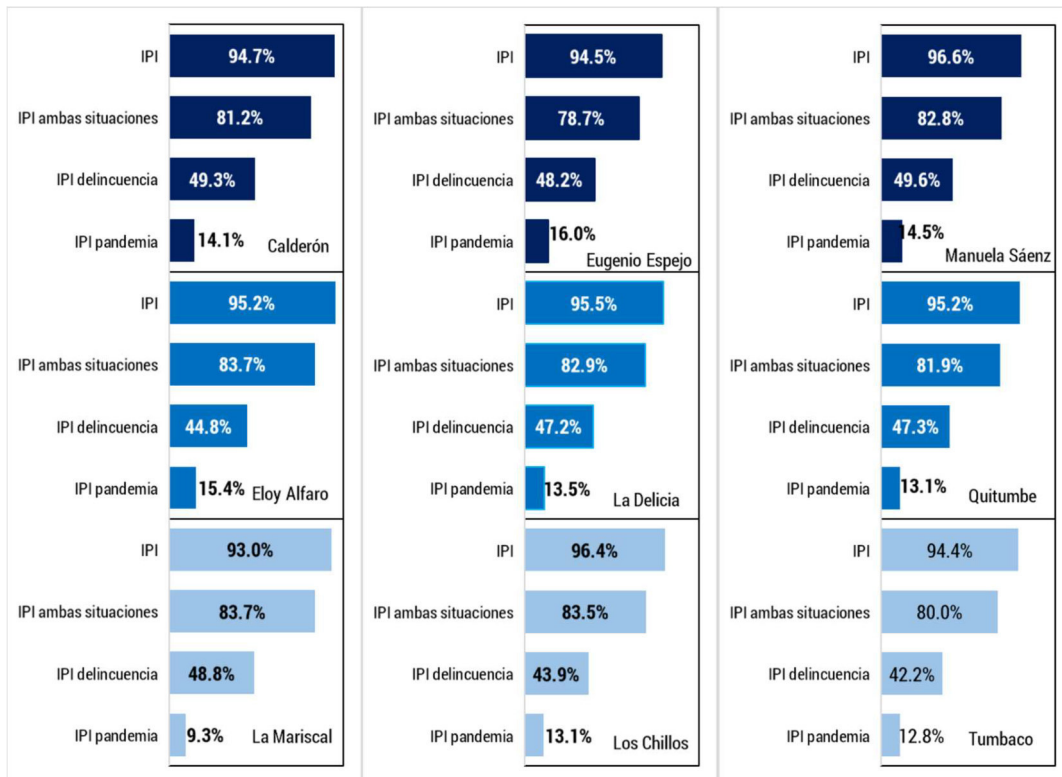 IPI
94.7%
IPI ambas situaciones
81.2%
IPI delincuencia
49.3%
IPI pandemia
14.1%
Calderón
IPI
94.5%
IPI ambas situaciones
78.7%
IPI delincuencia
48.2%
IPI pandemia
16.0%
Eugenio Espejo
IPI
96.6%
IPI ambas situaciones
82.8%
IPI delincuencia
49.6%
IPI pandemia
14.5%
Manuela Sáenz
IPI
95.2%
IPI ambas situaciones
83.7%
IPI delincuencia
44.8%
IPI pandemia
15.4%
Eloy Alfaro
IPI
95.5%
IPI ambas situaciones
82.9%
IPI delincuencia
47.2%
IPI pandemia
13.5%
La Delicia
IPI
95.2%
IPI ambas situaciones
81.9%
IPI delincuencia
47.3%
IPI pandemia
13.1%
Quitumbe
IPI
93.0%
IPI ambas situaciones
83.7%
IPI delincuencia
48.8%
IPI pandemia
9.3%
La Mariscal
IPI
96.4%
IPI ambas situaciones
83.5%
IPI delincuencia
43.9%
IPI pandemia
13.1%
Los Chillos
IPI
94.4%
IPI ambas situaciones
80.0%
IPI delincuencia
42.2%
IPI pandemia
12.8%
Tumbaco